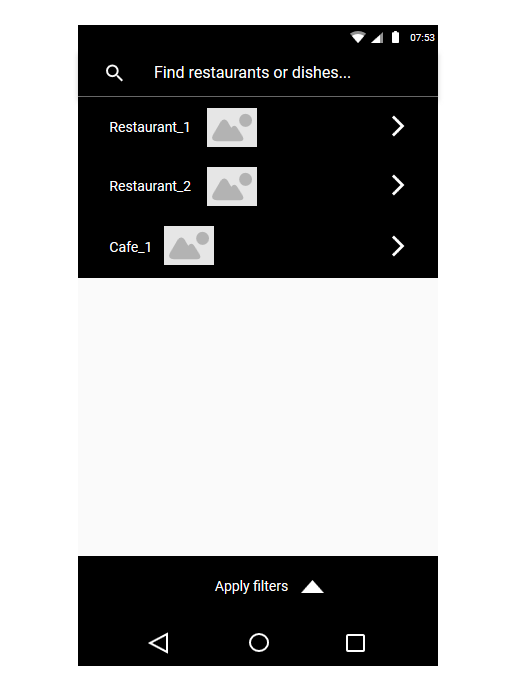 07:53
Find restaurants or dishes...
Restaurant_1
Restaurant_2
Cafe_1
Apply filters